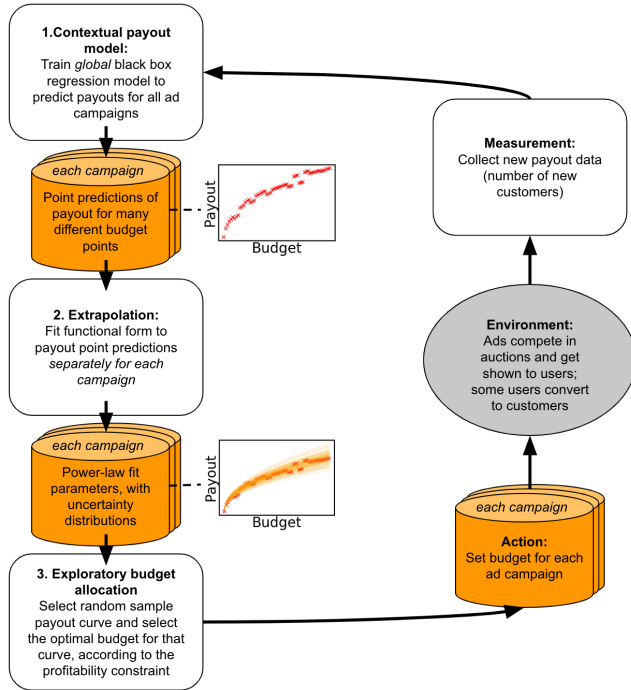 1.Contextual payout
model:
Train global black box
regression model to
predict payouts for all ad
campaigns
each campaign
Point predictions of
payout for many
different budget
points
Payout
Budget
2. Extrapolation:
Fit functional form to
payout point predictions
separately for each
campaign
each campaign
Power-law fit
parameters, with
uncertainty
distributions
Payout
Budget
3. Exploratory budget
allocation
Select random sample
payout curve and select
the optimal budget for that
curve, according to the
profitability constraint
each campaign
Action:
Set budget for each
ad campaign
Environment:
Ads compete in
auctions and get
shown to users;
some users convert
to customers
Measurement:
Collect new payout data
(number of new
customers)